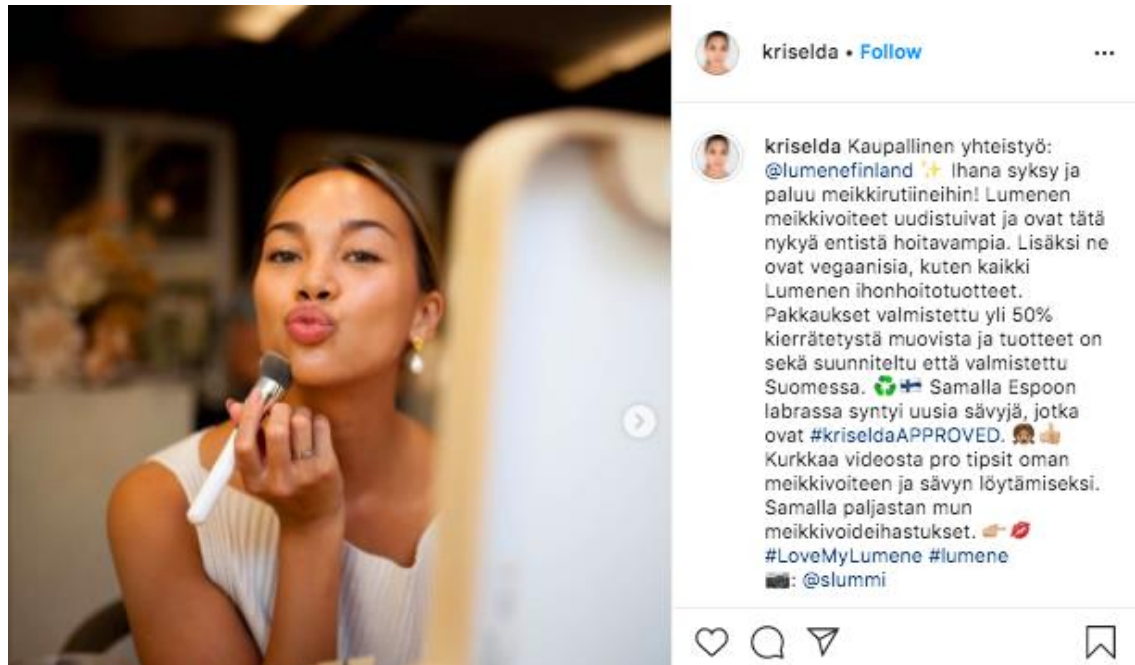 kriselda • Follow
kriselda Kaupallinen yhteistyö:
@lumenefinland ✨ Ihana syksy ja
paluu meikkirutiineihin! Lumenen
meikkivoiteet uudistuivat ja ovat tätä
nykyä entistä hoitavampia. Lisäksi ne
ovat vegaanisia, kuten kaikki
Lumenen ihonhoitotuotteet.
Pakkaukset valmistettu yli 50%
kierrätetystä muovista ja tuotteet on
sekä suunniteltu että valmistettu
Suomessa. ♻️🇫🇮 Samalla Espoon
labrassa syntyi uusia sävyjä, jotka
ovat #kriseldaAPPROVED. 👧🏽👍🏼
Kurkkaa videosta pro tipsit oman
meikkivoiteen ja sävyn löytämiseksi.
Samalla paljastan mun
meikkivoideihastukset. 👉🏼💋
#LoveMyLumene #lumene
📷: @slummi